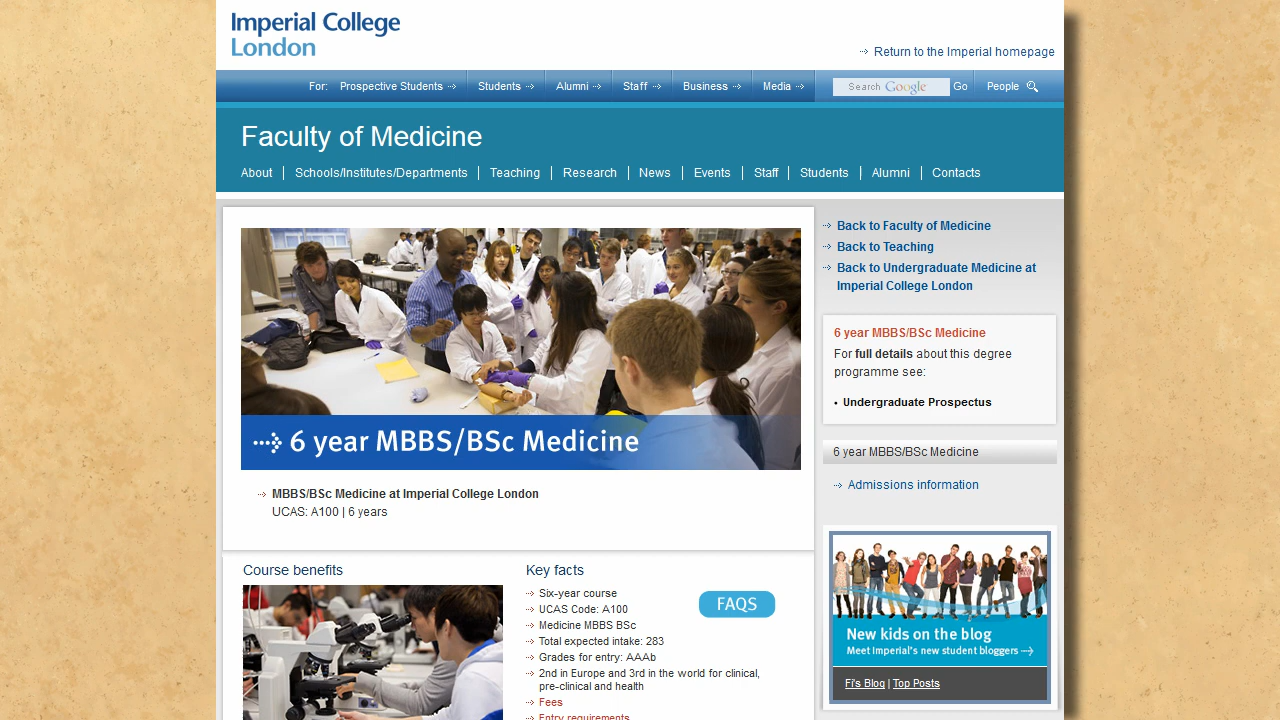 Imperial College
London
Return to the Imperial homepage
For: Prospective Students Students Alumni Staff Business Media Search Google Go People
Faculty of Medicine
About Schools/Institutes/Departments Teaching Research News Events Staff Students Alumni Contacts
6 year MBBS/BSc Medicine
MBBS/BSc Medicine at Imperial College London
UCAS: A100 | 6 years
Course benefits
Key facts
Six-year course
UCAS Code: A100
Medicine MBBS BSc
Total expected intake: 283
Grades for entry: AAAb
2nd in Europe and 3rd in the world for clinical,
pre-clinical and health
Fees
Entry requirements
FAQS
Back to Faculty of Medicine
Back to Teaching
Back to Undergraduate Medicine at
Imperial College London
6 year MBBS/BSc Medicine
For full details about this degree
programme see:
• Undergraduate Prospectus
6 year MBBS/BSc Medicine
Admissions information
New kids on the blog
Meet Imperial's new student bloggers
Fi's Blog | Top Posts